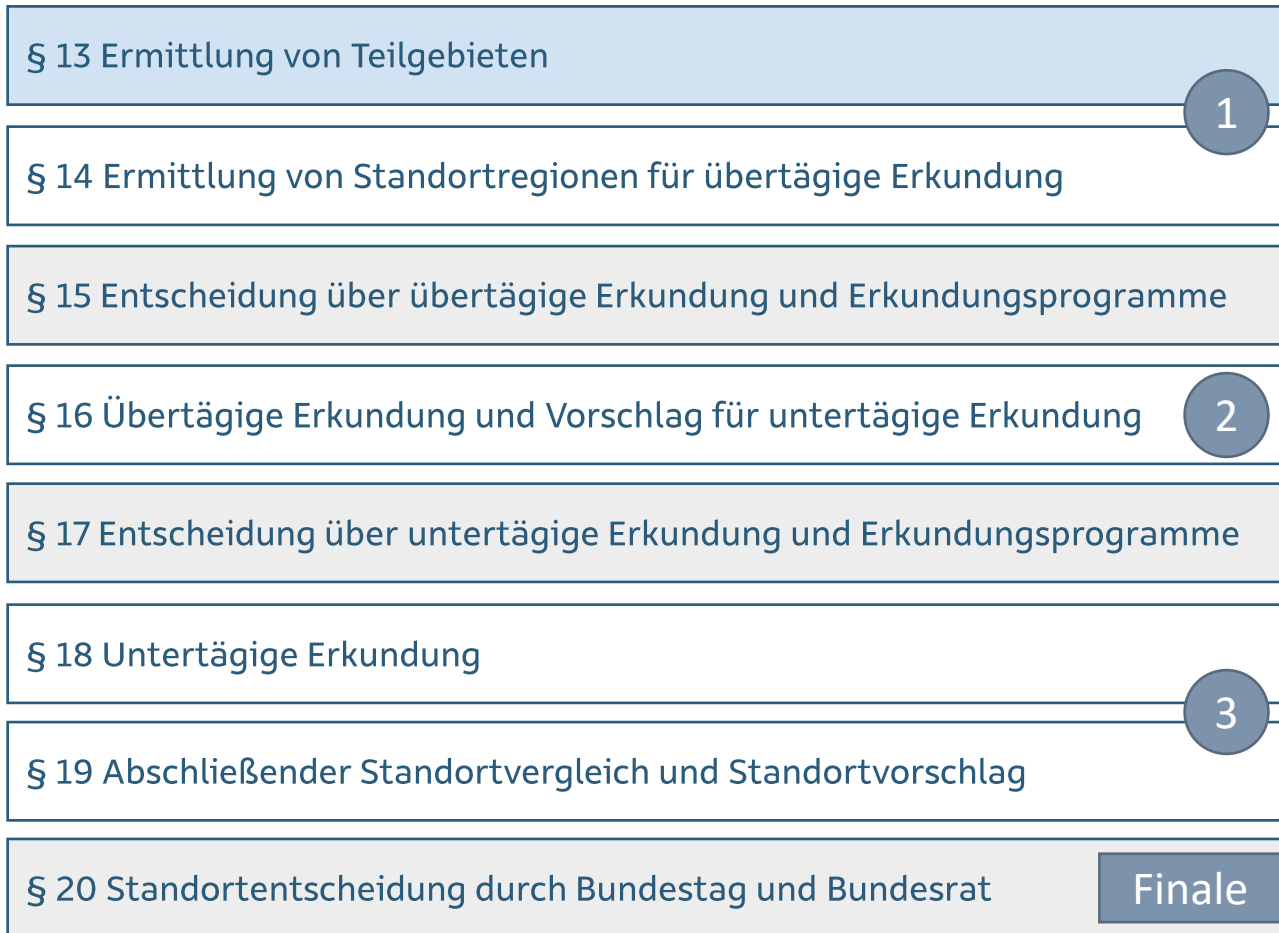 § 13 Ermittlung von Teilgebieten
1
§ 14 Ermittlung von Standortregionen für übertägige Erkundung
§ 15 Entscheidung über übertägige Erkundung und Erkundungsprogramme
§ 16 Übertägige Erkundung und Vorschlag für untertägige Erkundung
2
§ 17 Entscheidung über untertägige Erkundung und Erkundungsprogramme
§ 18 Untertägige Erkundung
3
§ 19 Abschließender Standortvergleich und Standortvorschlag
§ 20 Standortentscheidung durch Bundestag und Bundesrat
Finale